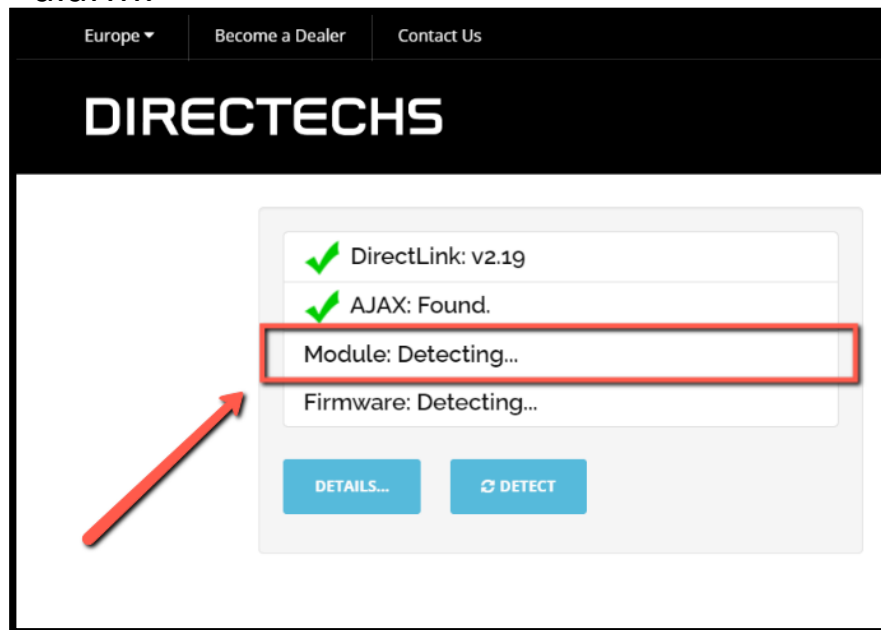 Europe
Become a Dealer
Contact Us
DIRECTECHS
DirectLink: v2.19
AJAX: Found.
Module: Detecting...
Firmware: Detecting...
DETAILS...
DETECT